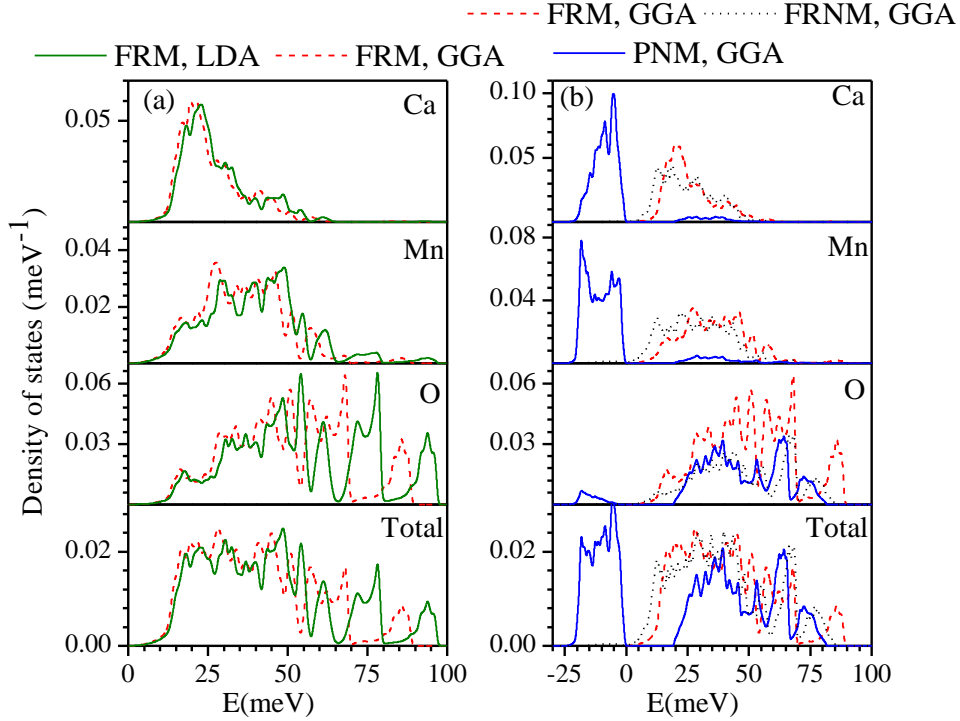 FRM, GGA FRNM, GGA
FRM, LDA FRM, GGA PNM, GGA
(a) Ca
0.05
Mn
0.04
0.02
O
0.06
0.03
Total
0.02
0.00
0 25 50 75 100
E(meV)
Density of states (meV⁻¹)
(b) Ca
0.10
0.05
Mn
0.08
0.04
O
0.06
0.03
Total
0.02
0.00
-25 0 25 50 75 100
E(meV)